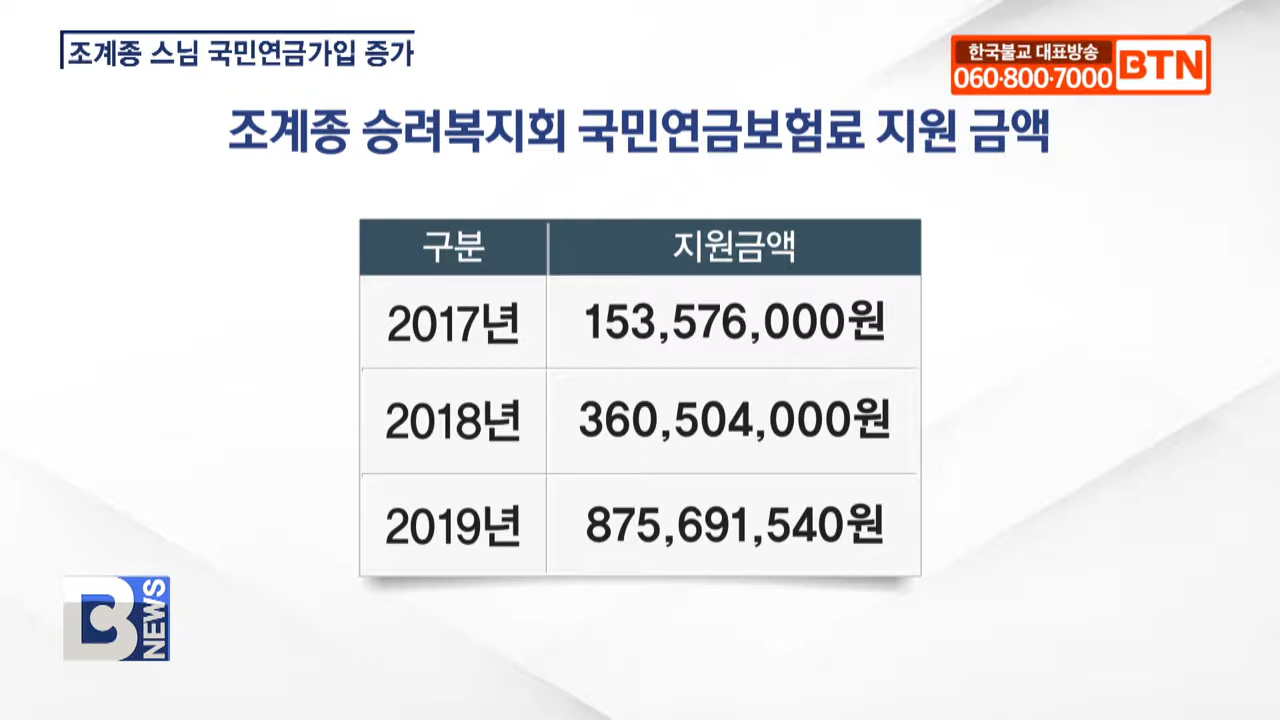 조계종 스님 국민연금가입 증가
한국불교 대표방송
060·800·7000
BTN
조계종 승려복지회 국민연금보험료 지원 금액
구분 지원금액
2017년 153,576,000원
2018년 360,504,000원
2019년 875,691,540원
B NEWS